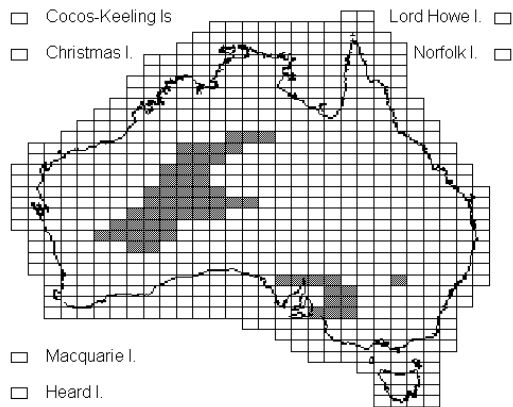 Cocos-Keeling Is
Lord Howe I.
Christmas I.
Norfolk I.
Macquarie I.
Heard I.